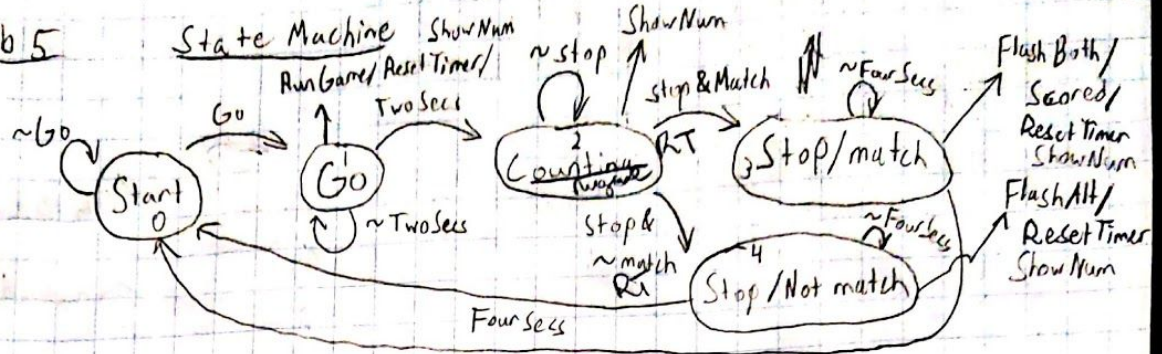 b 5
State Machine
ShowNum
RunGame/ ResetTimer/
~Go
Go
TwoSecs
~stop
ShowNum
Stop&Match
RT
~FourSecs
Flash Both/
Scored/
Reset Timer
ShowNum
Start
0
1
Go
~TwoSecs
2
Counting
3 Stop/match
Stop&
~match
RT
~FourSecs
4
Stop/Not match
FlashAlt/
Reset Timer
ShowNum
Four Secs